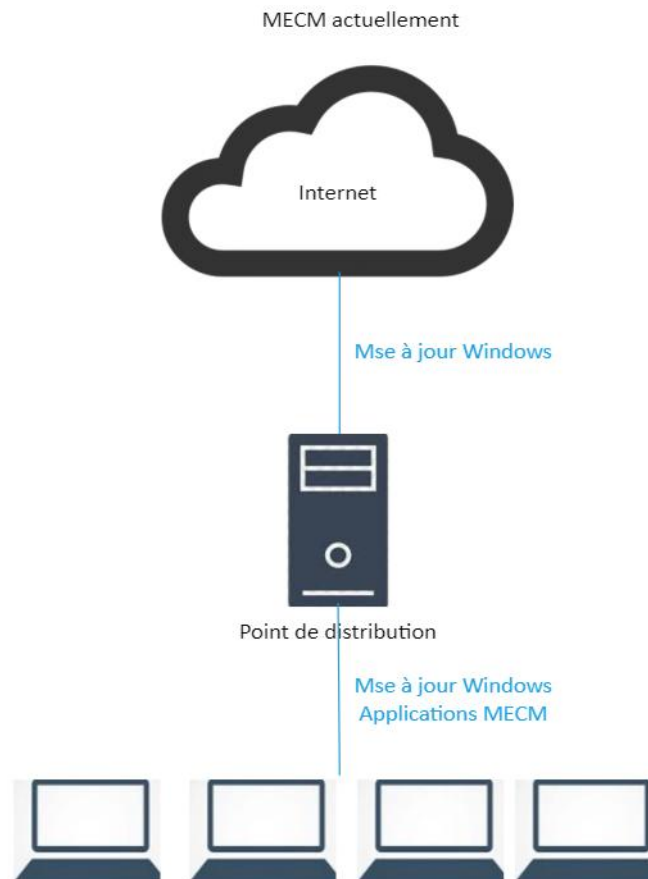 MECM actuellement
Internet
Mse à jour Windows
Point de distribution
Mse à jour Windows
Applications MECM